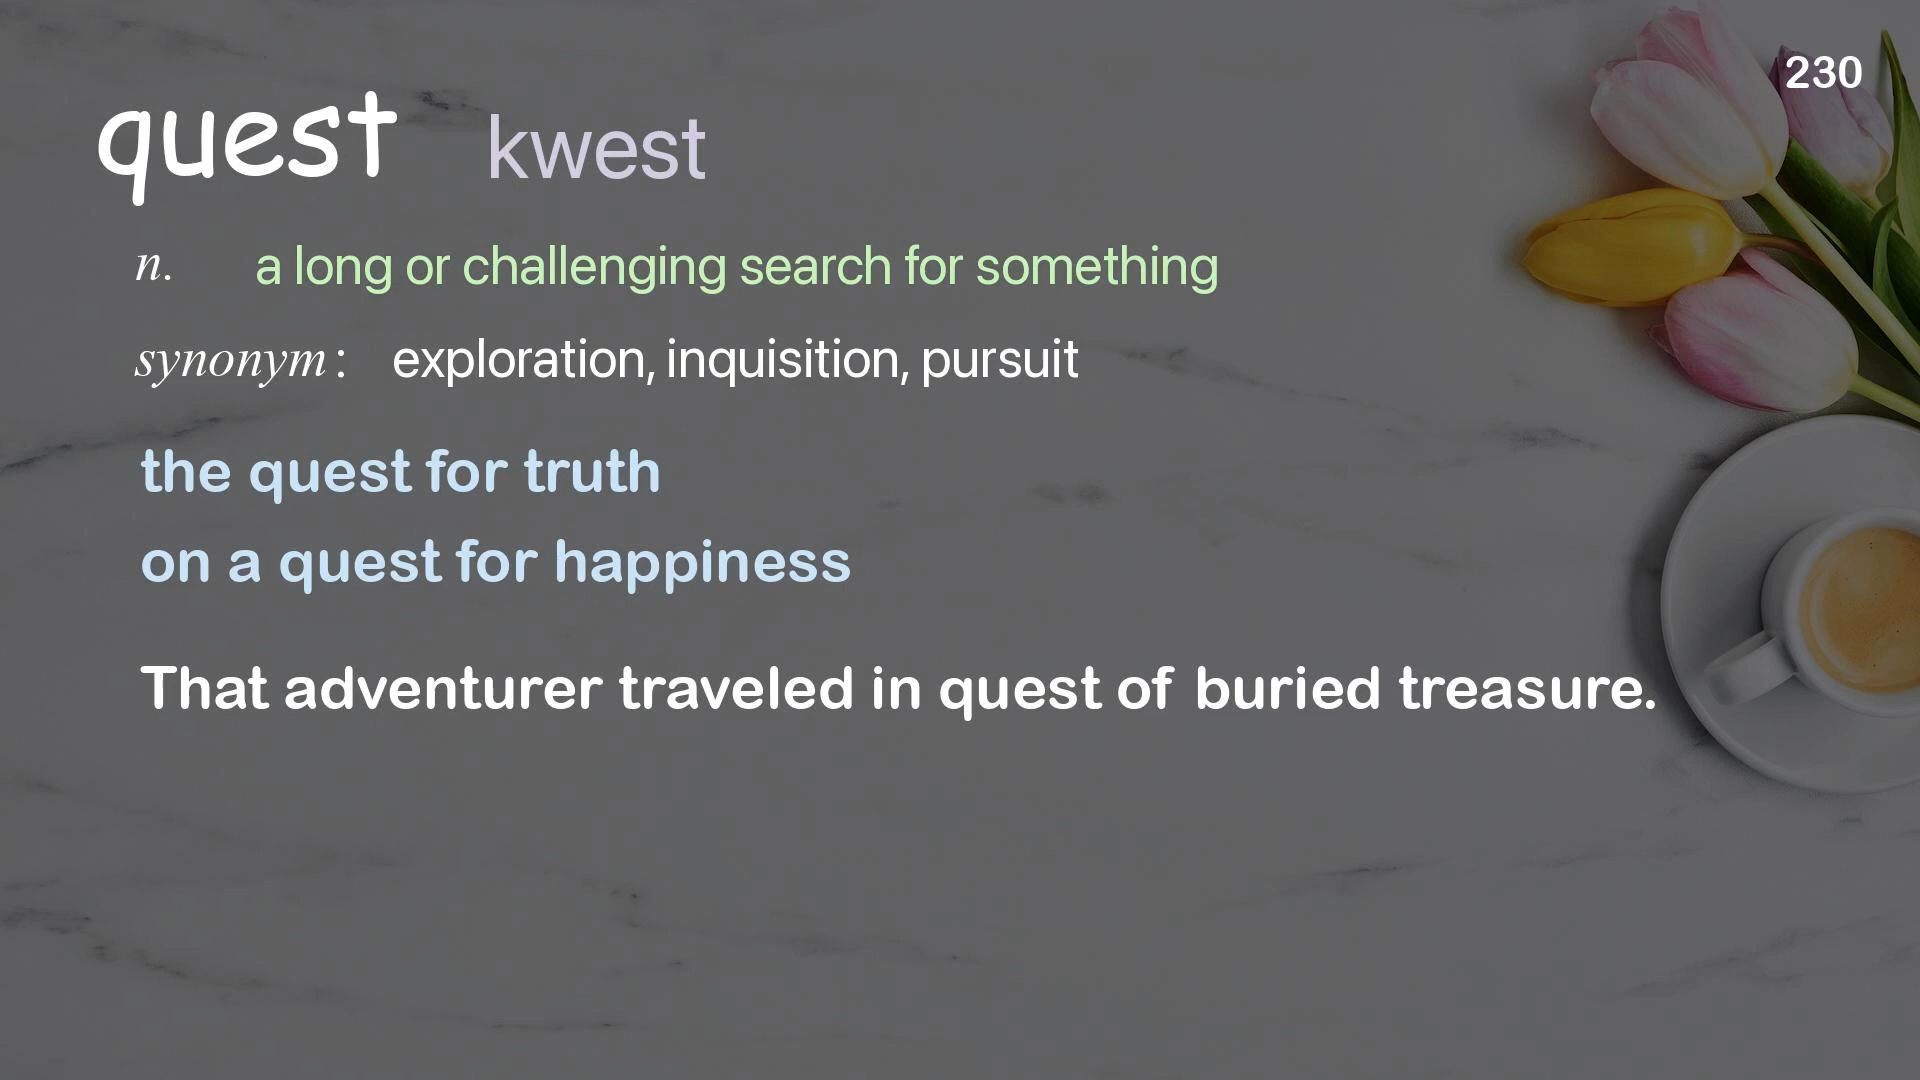 230
quest kwest
n. a long or challenging search for something
synonym: exploration, inquisition, pursuit
the quest for truth
on a quest for happiness
That adventurer traveled in quest of buried treasure.